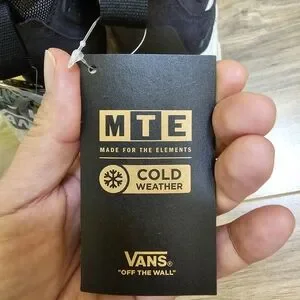 MTE
MADE FOR THE ELEMENTS
COLD
WEATHER
VANS®
"OFF THE WALL"